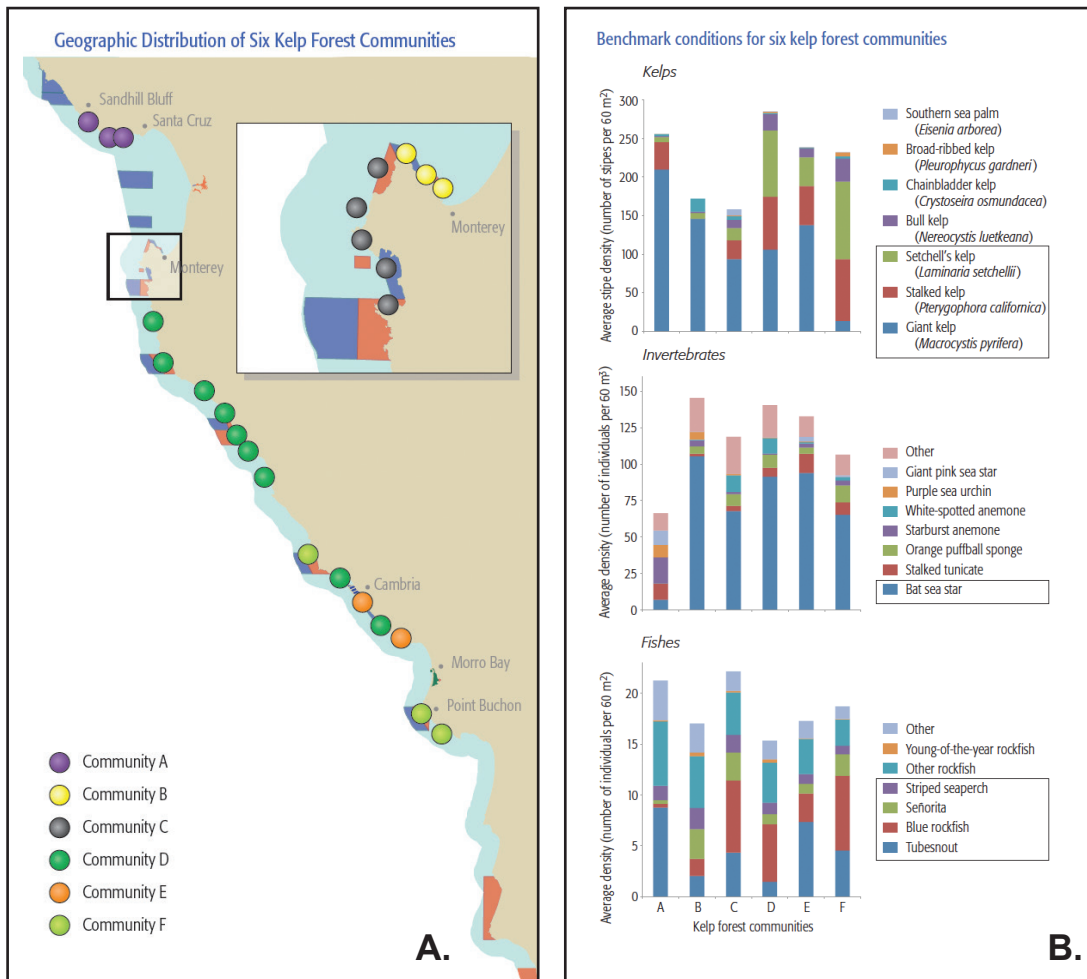 Geographic Distribution of Six Kelp Forest Communities
Sandhill Bluff
Santa Cruz
Monterey
Monterey
Cambria
Morro Bay
Point Buchon
Community A
Community B
Community C
Community D
Community E
Community F
A.
Benchmark conditions for six kelp forest communities
Kelps
Average stipe density (number of stipes per 60 m²)
300
250
200
150
100
50
0
Southern sea palm
(Eisenia arborea)
Broad-ribbed kelp
(Pleurophycus gardneri)
Chainbladder kelp
(Crystoseira osmundacea)
Bull kelp
(Nereocystis luetkeana)
Setchell's kelp
(Laminaria setchellii)
Stalked kelp
(Pterygophora californica)
Giant kelp
(Macrocystis pyrifera)
Invertebrates
Average density (number of individuals per 60 m³)
150
125
100
75
50
25
0
Other
Giant pink sea star
Purple sea urchin
White-spotted anemone
Starburst anemone
Orange puffball sponge
Stalked tunicate
Bat sea star
Fishes
Average density (number of individuals per 60 m²)
20
15
10
5
0
Other
Young-of-the-year rockfish
Other rockfish
Striped seaperch
Señorita
Blue rockfish
Tubesnout
A B C D E F
Kelp forest communities
B.